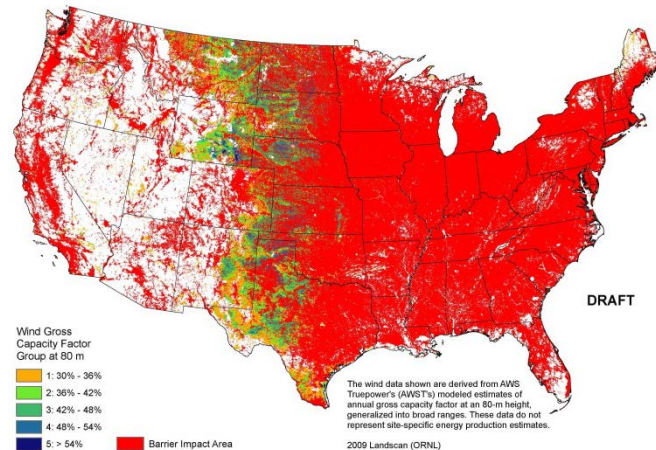 DRAFT
Wind Gross
Capacity Factor
Group at 80 m
1: 30% - 36%
2: 36% - 42%
3: 42% - 48%
4: 48% - 54%
5: > 54%
Barrier Impact Area
The wind data shown are derived from AWS
Truepower's (AWST's) modeled estimates of
annual gross capacity factor at an 80-m height,
generalized into broad ranges. These data do not
represent site-specific energy production estimates.
2009 Landscan (ORNL)